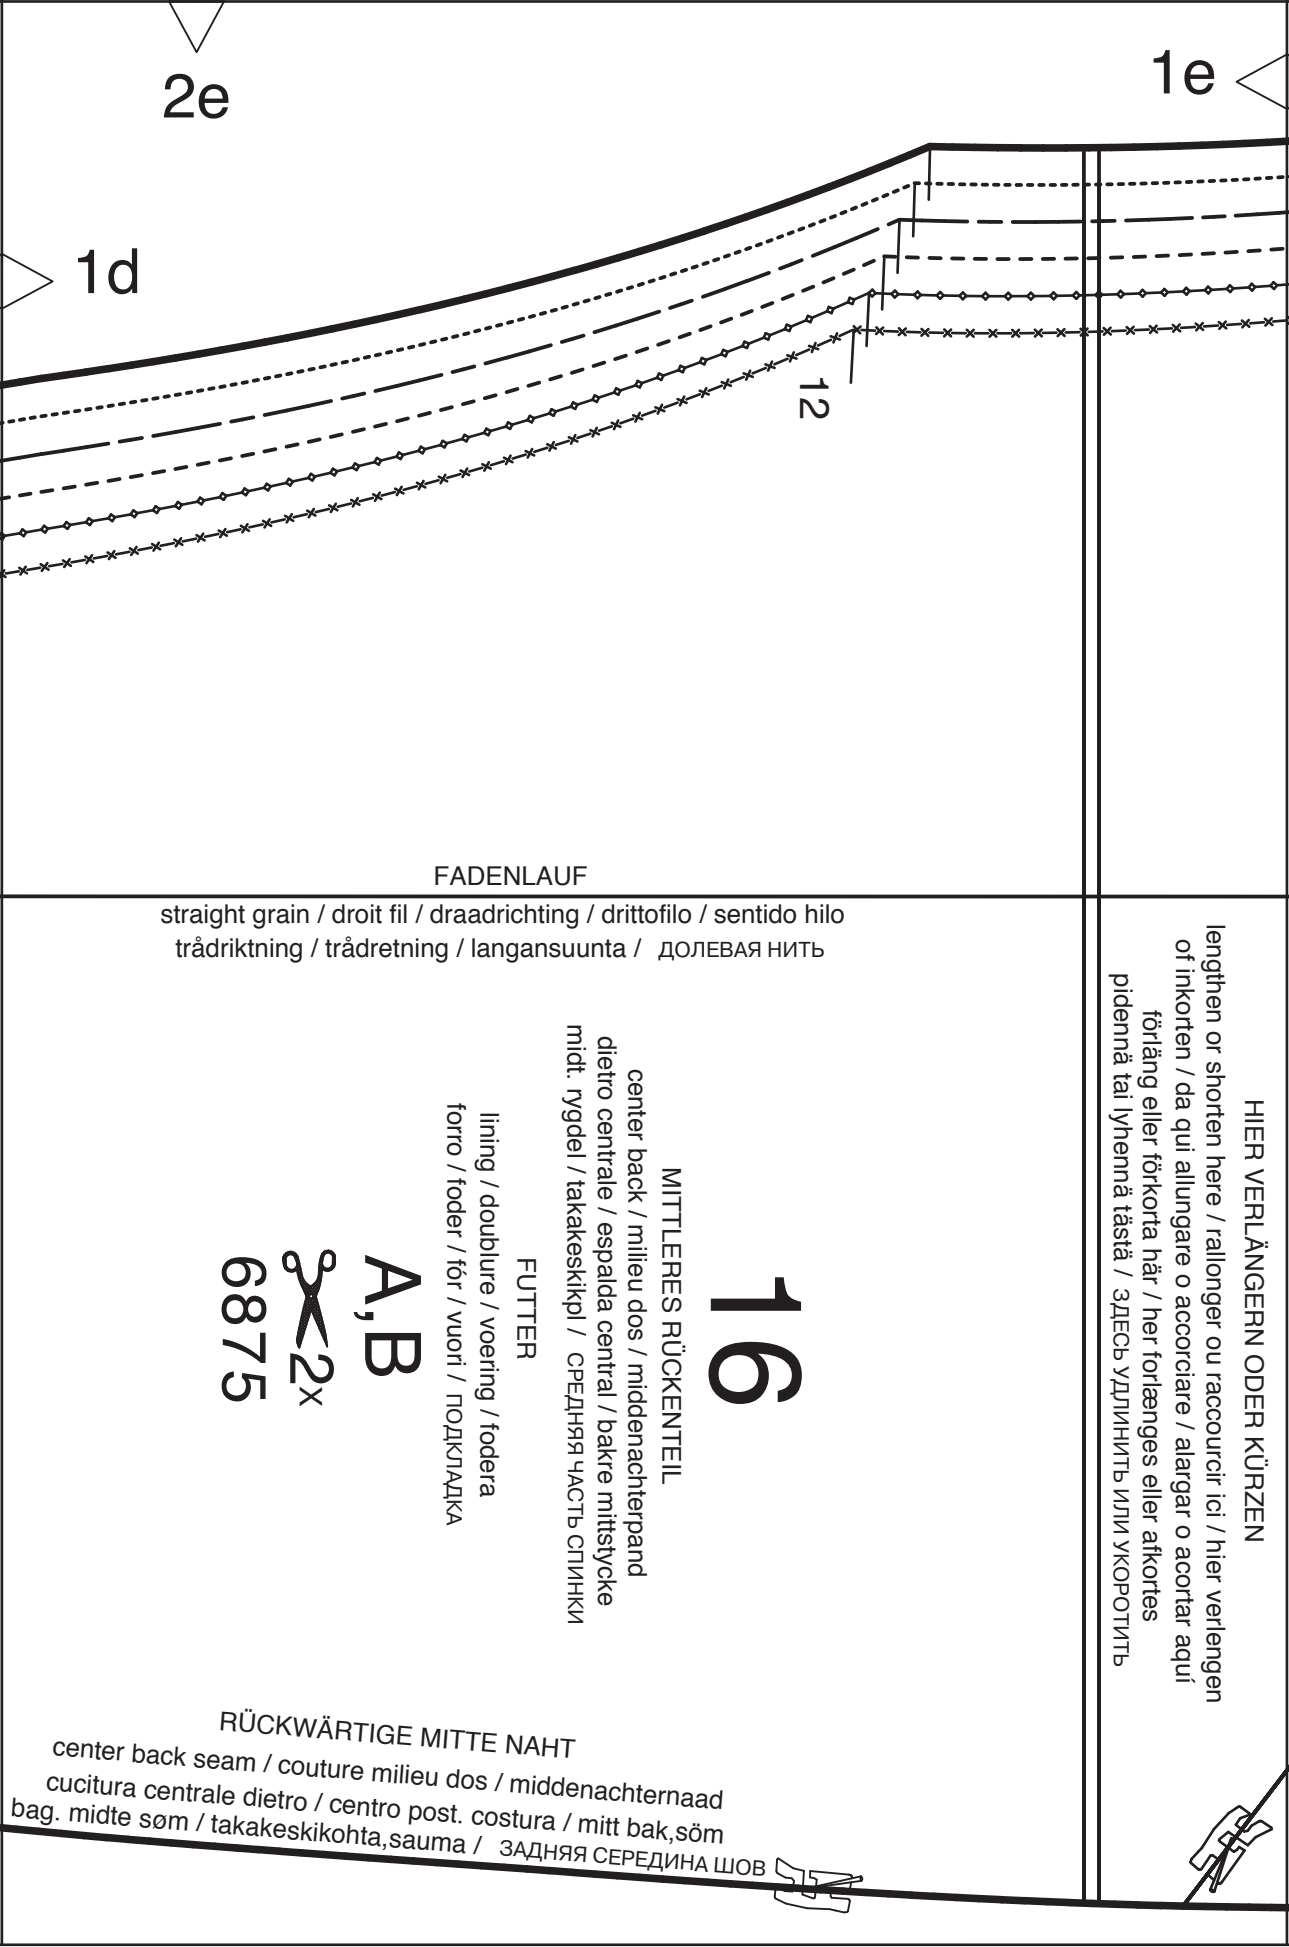 2e
1e
1d
12
FADENLAUF
straight grain / droit fil / draadrichting / drittofilo / sentido hilo
trådriktning / trådretning / langansuunta / ДОЛЕВАЯ НИТЬ
HIER VERLÄNGERN ODER KÜRZEN
lengthen or shorten here / rallonger ou raccourcir ici / hier verlengen
of inkorten / da qui allungare o accorciare / alargar o acortar aquí
förläng eller förkorta här / her forlænges eller afkortes
pidennä tai lyhennä tästä / ЗДЕСЬ УДЛИНИТЬ ИЛИ УКОРОТИТЬ
16
MITTLERES RÜCKENTEIL
center back / milieu dos / middenachterpand
dietro centrale / espalda central / bakre mittstycke
midt. rygdel / takakeskikpl / СРЕДНЯЯ ЧАСТЬ СПИНКИ
FUTTER
lining / doublure / voering / fodera
forro / foder / fór / vuori / ПОДКЛАДКА
A,B
2x
6875
RÜCKWÄRTIGE MITTE NAHT
center back seam / couture milieu dos / middenachternaad
cucitura centrale dietro / centro post. costura / mitt bak,söm
bag. midte søm / takakeskikohta,sauma / ЗАДНЯЯ СЕРЕДИНА ШОВ